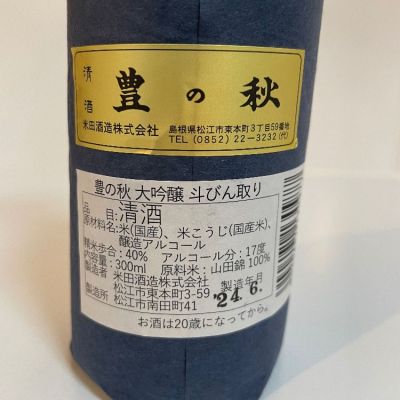 清酒
豊の秋
米田酒造株式会社
島根県松江市東本町3丁目59番地
TEL(0852)22-3232(代)
豊の秋 大吟醸 斗びん取り
品目:清酒
原材料名:米(国産)、米こうじ(国産米)、
醸造アルコール
精米歩合:40% アルコール分:17度
内容量:300ml 原料米:山田錦100%
製造者 米田酒造株式会社 製造年月
松江市東本町3-59 '24.6.
製造所 松江市南田町41
お酒は20歳になってから。